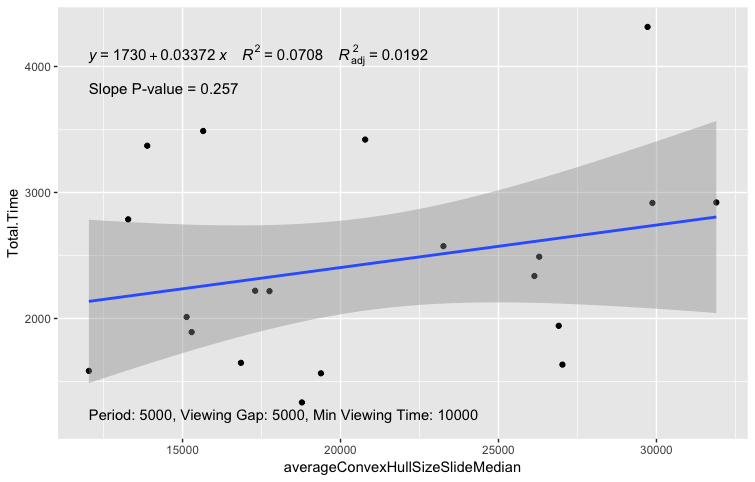 y = 1730 + 0.03372 x   R² = 0.0708   R²adj = 0.0192
Slope P-value = 0.257
4000
3000
2000
Total.Time
Period: 5000, Viewing Gap: 5000, Min Viewing Time: 10000
15000 20000 25000 30000
averageConvexHullSizeSlideMedian